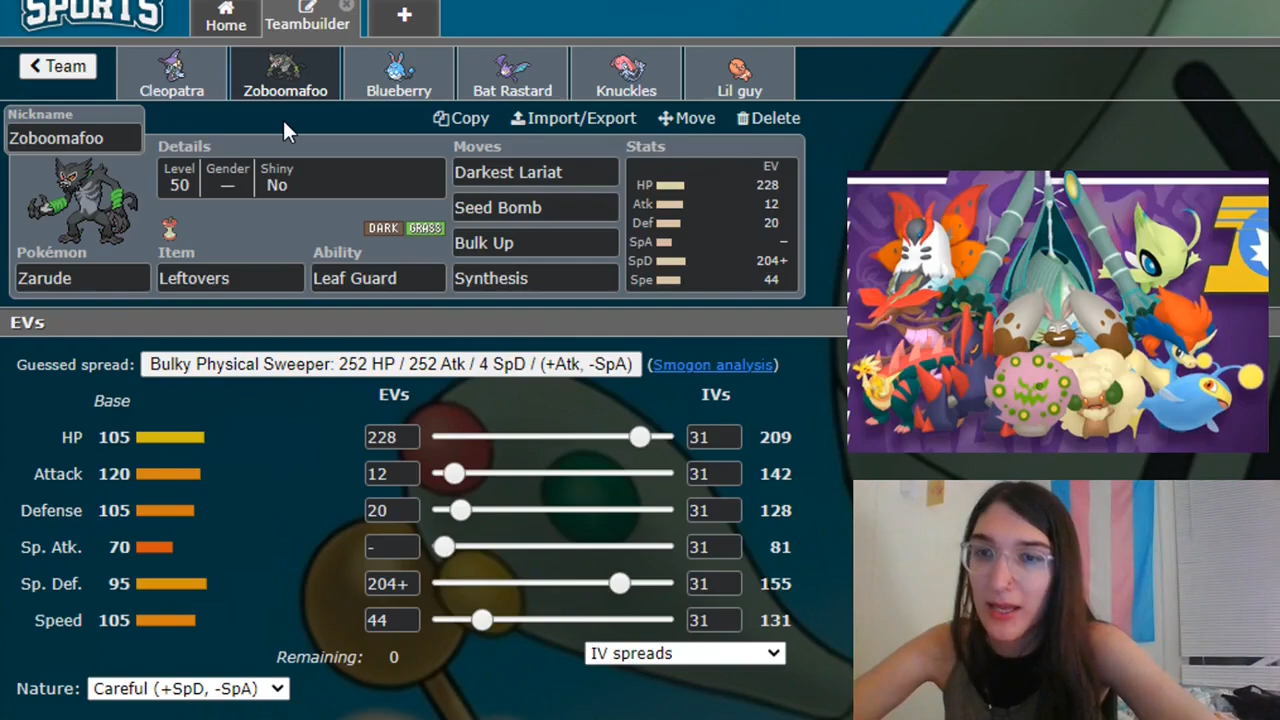 SPORTS
Home
Teambuilder
+
< Team
Cleopatra
Zoboomafoo
Blueberry
Bat Rastard
Knuckles
Lil guy
Nickname
Zoboomafoo
Copy
Import/Export
Move
Delete
Details
Level
50
Gender
—
Shiny
No
DARK
GRASS
Pokémon
Zarude
Item
Leftovers
Ability
Leaf Guard
Moves
Darkest Lariat
Seed Bomb
Bulk Up
Synthesis
Stats
EV
HP 228
Atk 12
Def 20
SpA –
SpD 204+
Spe 44
EVs
Guessed spread: Bulky Physical Sweeper: 252 HP / 252 Atk / 4 SpD / (+Atk, -SpA) (Smogon analysis)
Base EVs IVs
HP 105 228 31 209
Attack 120 12 31 142
Defense 105 20 31 128
Sp. Atk. 70 - 31 81
Sp. Def. 95 204+ 31 155
Speed 105 44 31 131
Remaining: 0
IV spreads
Nature: Careful (+SpD, -SpA)